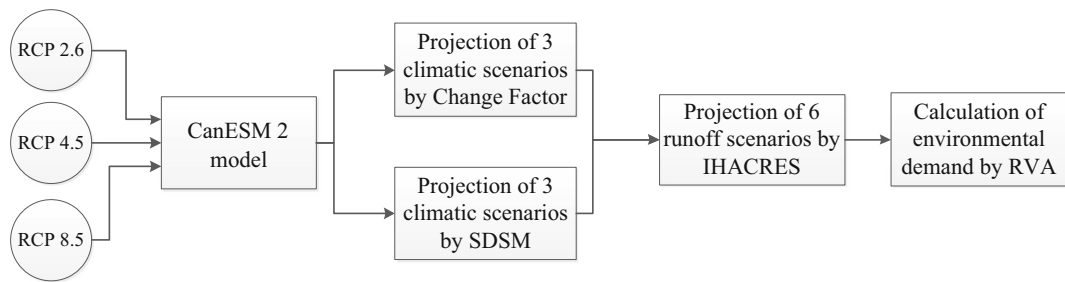 RCP 2.6
RCP 4.5
RCP 8.5
CanESM 2
model
Projection of 3
climatic scenarios
by Change Factor
Projection of 3
climatic scenarios
by SDSM
Projection of 6
runoff scenarios by
IHACRES
Calculation of
environmental
demand by RVA